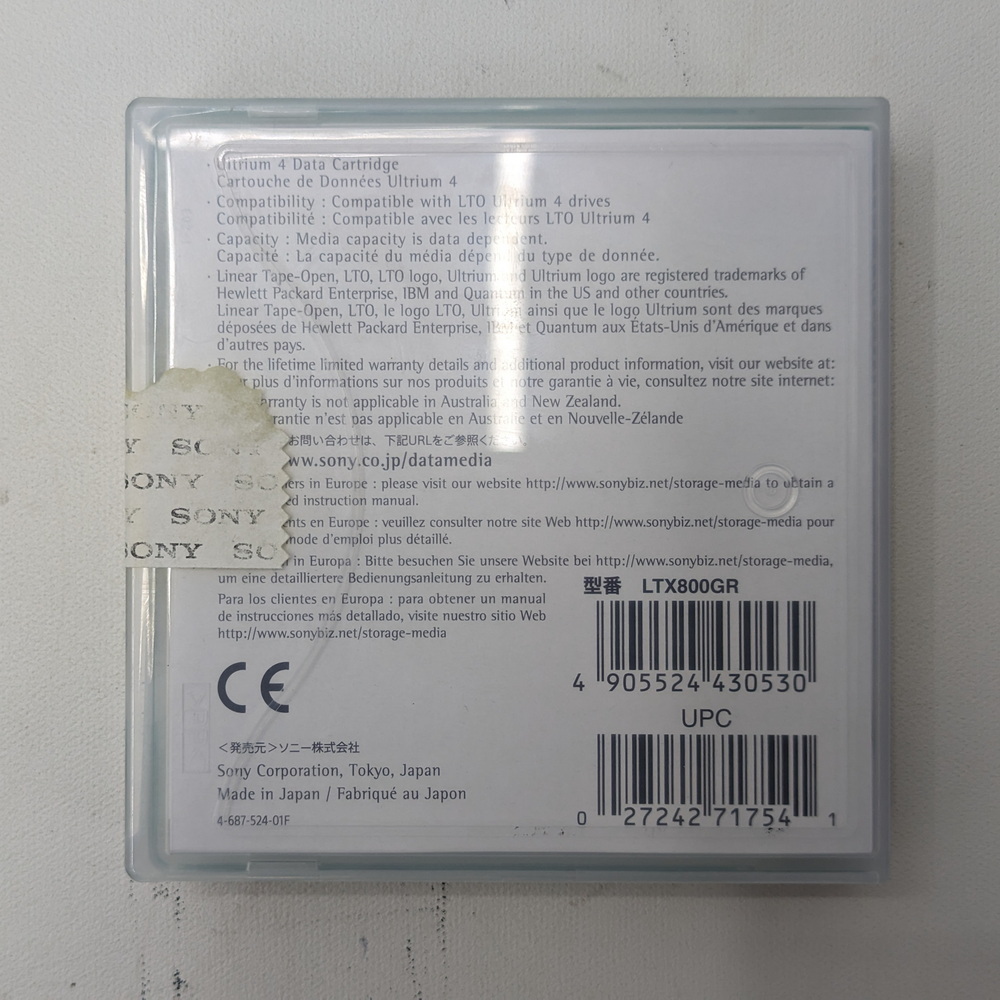 · Ultrium 4 Data Cartridge
Cartouche de Données Ultrium 4
· Compatibility : Compatible with LTO Ultrium 4 drives
Compatibilité : Compatible avec les lecteurs LTO Ultrium 4
· Capacity : Media capacity is data dependent.
Capacité : La capacité du média dépend du type de donnée.
· Linear Tape-Open, LTO, LTO logo, Ultrium and Ultrium logo are registered trademarks of
Hewlett Packard Enterprise, IBM and Quantum in the US and other countries.
Linear Tape-Open, LTO, le logo LTO, Ultrium ainsi que le logo Ultrium sont des marques
déposées de Hewlett Packard Enterprise, IBM et Quantum aux États-Unis d'Amérique et dans
d'autres pays.
· For the lifetime limited warranty details and additional product information, visit our website at:
plus d'informations sur nos produits et notre garantie à vie, consultez notre site internet:
is not applicable in Australia and New Zealand.
n'est pas applicable en Australie et en Nouvelle-Zélande
お問い合わせは、下記URLをご参照ください。
www.sony.co.jp/datamedia
in Europe : please visit our website http://www.sonybiz.net/storage-media to obtain a
instruction manual.
en Europe : veuillez consulter notre site Web http://www.sonybiz.net/storage-media pour
mode d'emploi plus détaillé.
in Europa : Bitte besuchen Sie unsere Website bei http://www.sonybiz.net/storage-media,
um eine detailliertere Bedienungsanleitung zu erhalten.
Para los clientes en Europa : para obtener un manual
de instrucciones más detallado, visite nuestro sitio Web
http://www.sonybiz.net/storage-media
SONY
SONY
SONY
SONY
SONY
型番 LTX800GR
4 905524 430530
UPC
0 27242 71754 1
CE
<発売元>ソニー株式会社
Sony Corporation, Tokyo, Japan
Made in Japan / Fabriqué au Japon
4-687-524-01F